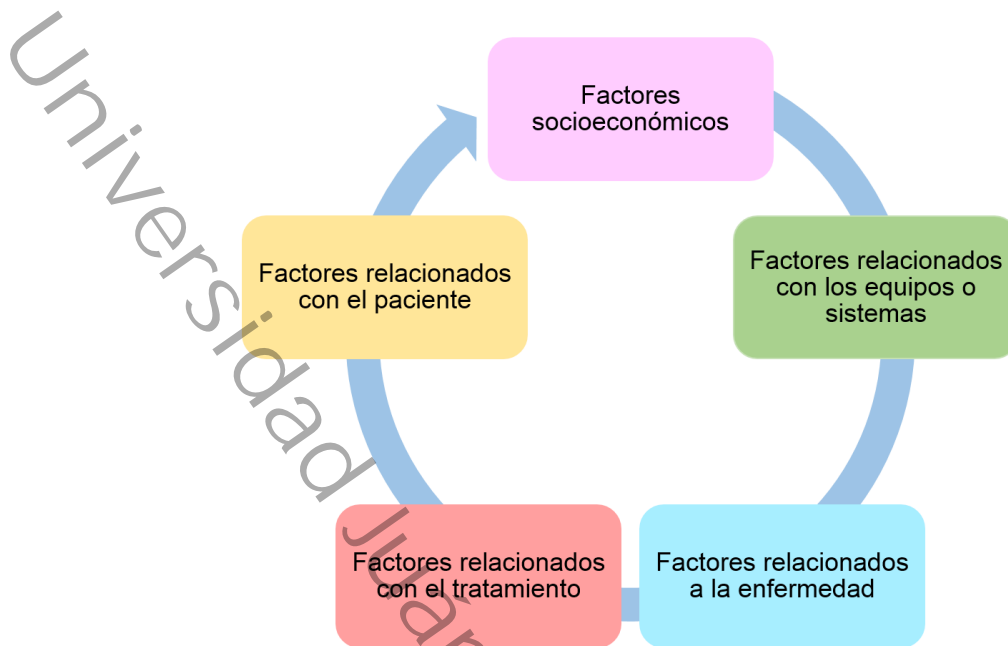 Factores
socioeconómicos
Factores relacionados
con los equipos o
sistemas
Factores relacionados
a la enfermedad
Factores relacionados
con el tratamiento
Factores relacionados
con el paciente
Universidad